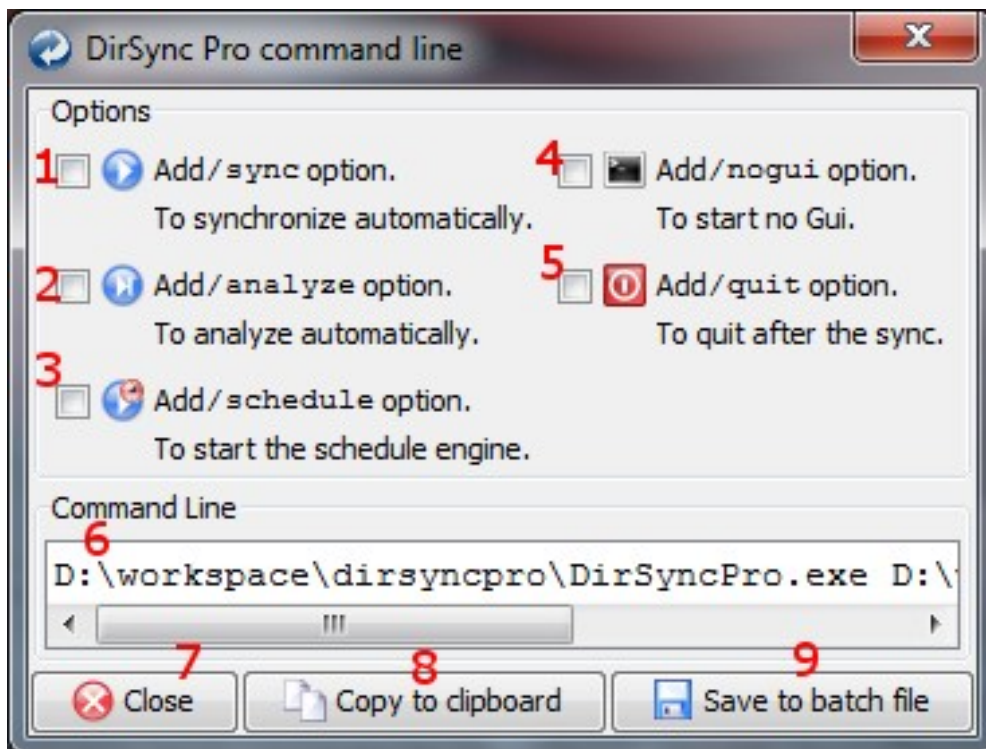 DirSync Pro command line
Options
1 Add /sync option.
To synchronize automatically.
4 Add /nogui option.
To start no Gui.
2 Add /analyze option.
To analyze automatically.
5 Add /quit option.
To quit after the sync.
3 Add /schedule option.
To start the schedule engine.
Command Line
6
D:\workspace\dirsyncpro\DirSyncPro.exe D:\
7 Close
8 Copy to clipboard
9 Save to batch file